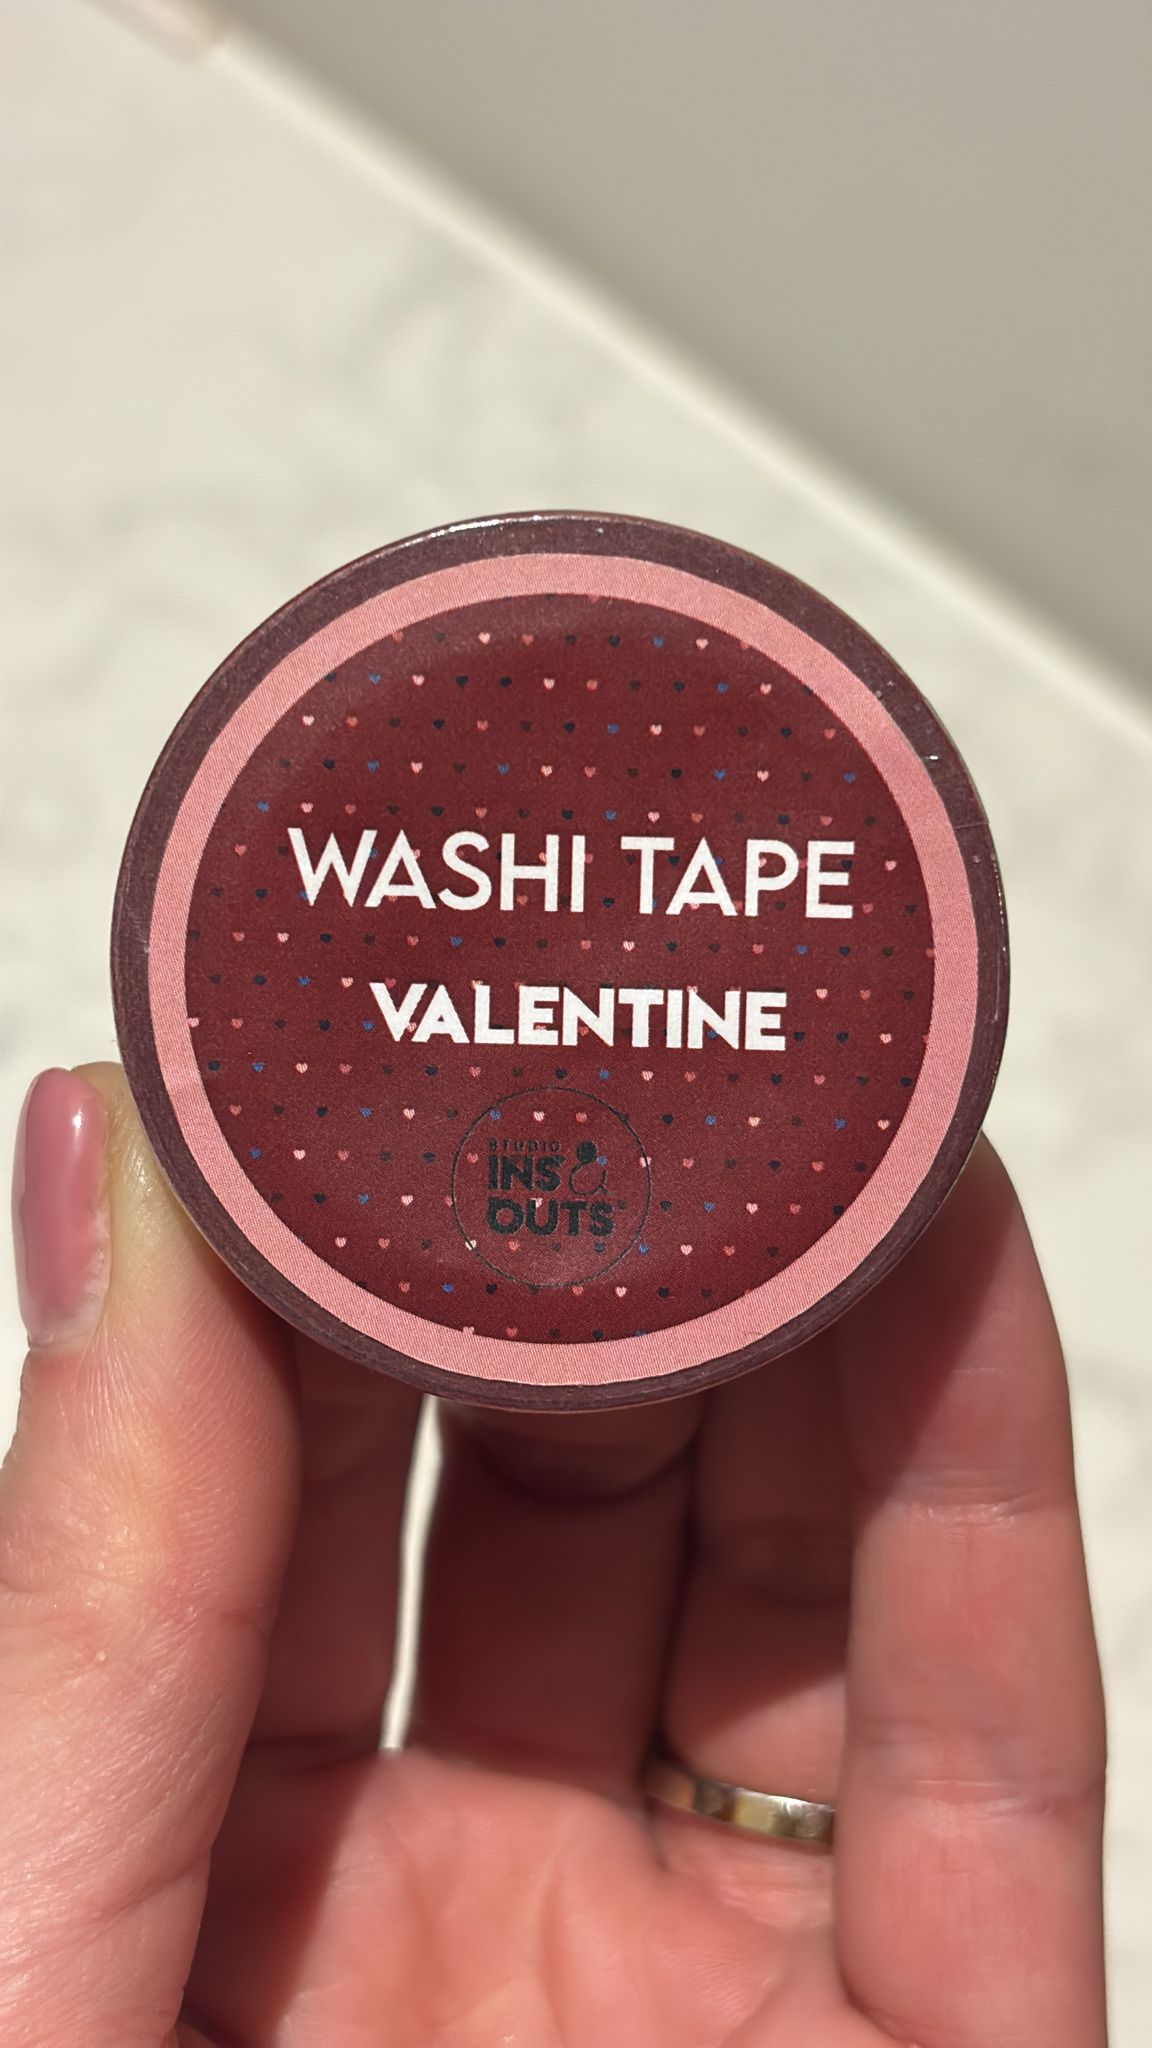 WASHI TAPE
VALENTINE
STUDIO
INS &
OUTS